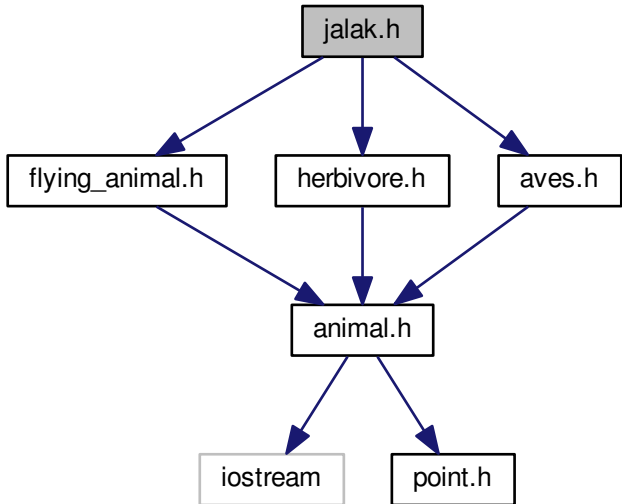 jalak.h
flying_animal.h
herbivore.h
aves.h
animal.h
iostream
point.h